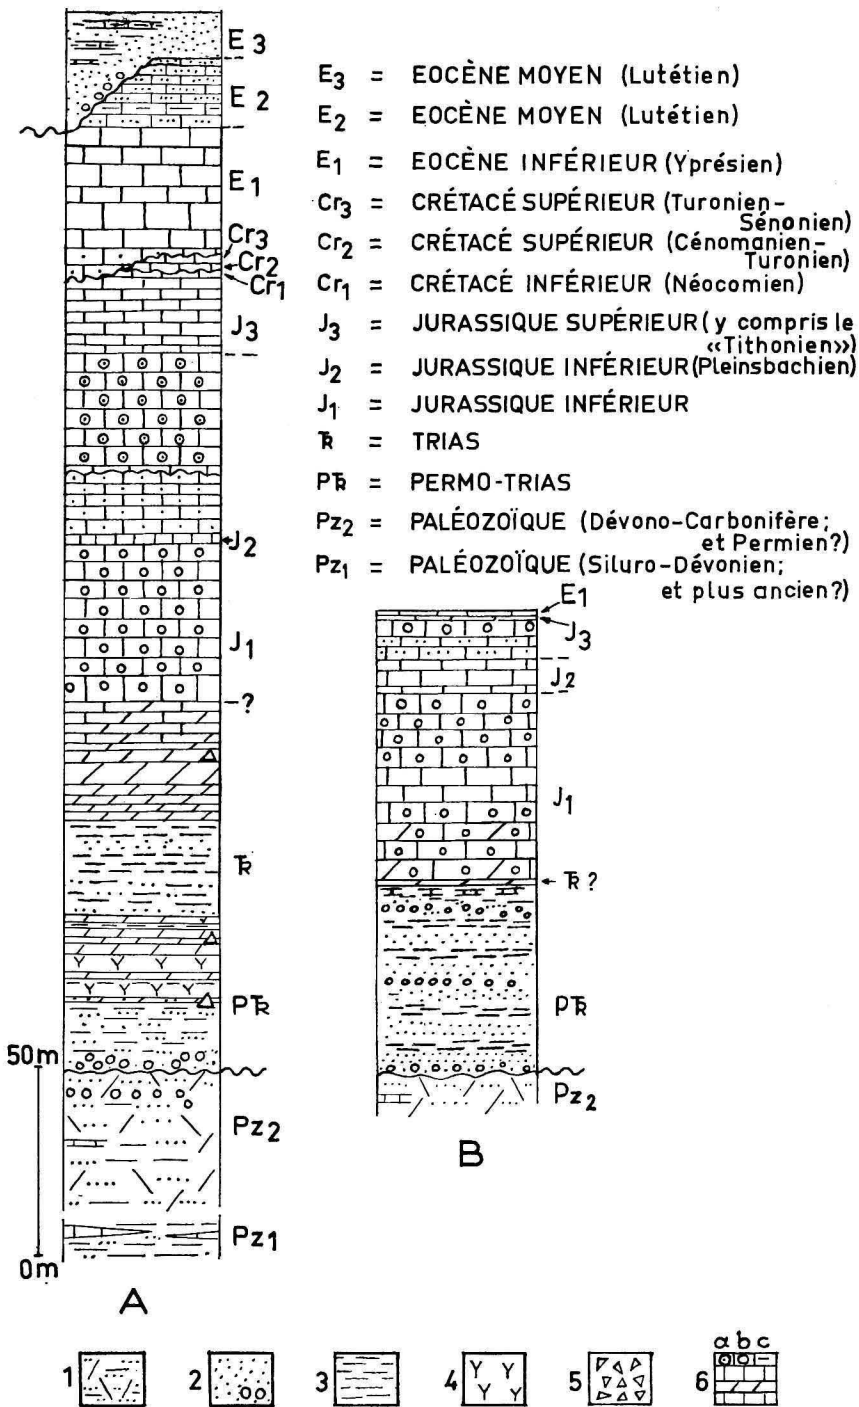 E3
E2
E1
Cr3
Cr2
Cr1
J3
J2
J1
?
TR
PTR
50m
Pz2
Pz1
0m
A
E3 = EOCÈNE MOYEN (Lutétien)
E2 = EOCÈNE MOYEN (Lutétien)
E1 = EOCÈNE INFÉRIEUR (Yprésien)
Cr3 = CRÉTACÉ SUPÉRIEUR (Turonien-
Sénonien)
Cr2 = CRÉTACÉ SUPÉRIEUR (Cénomanien-
Turonien)
Cr1 = CRÉTACÉ INFÉRIEUR (Néocomien)
J3 = JURASSIQUE SUPÉRIEUR (y compris le
«Tithonien»)
J2 = JURASSIQUE INFÉRIEUR (Pleinsbachien)
J1 = JURASSIQUE INFÉRIEUR
TR = TRIAS
PTR = PERMO-TRIAS
Pz2 = PALÉOZOÏQUE (Dévono-Carbonifère;
et Permien?)
Pz1 = PALÉOZOÏQUE (Siluro-Dévonien;
et plus ancien?)
E1
J3
J2
J1
TR ?
PTR
Pz2
B
a b c
1 2 3 4 5 6